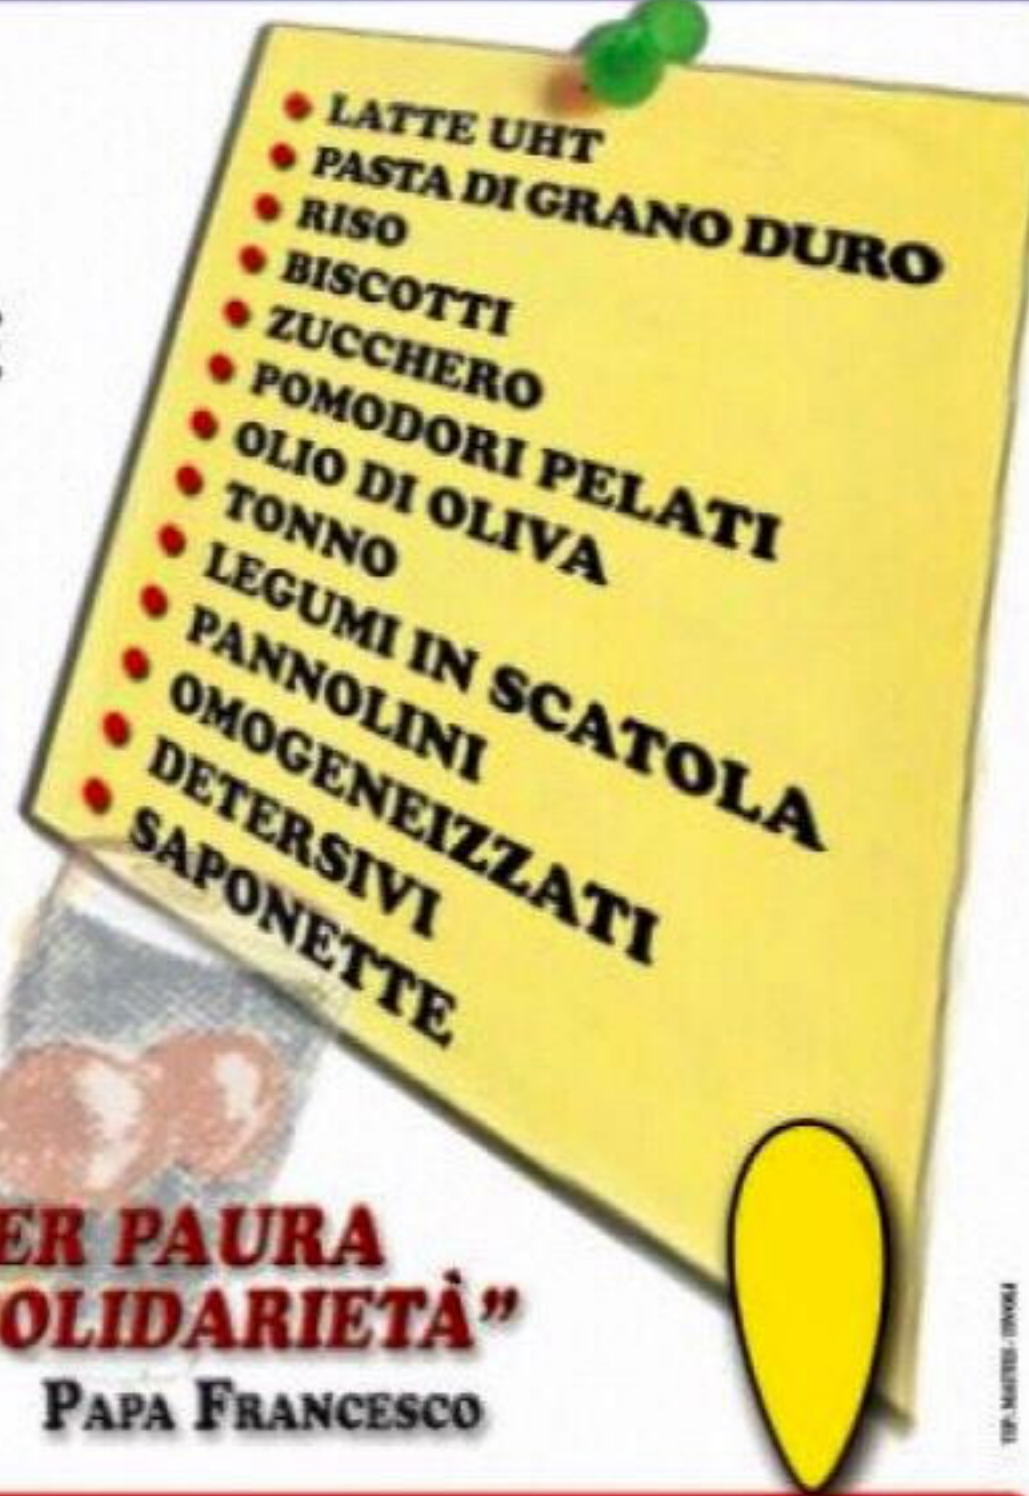 LATTE UHT
PASTA DI GRANO DURO
RISO
BISCOTTI
ZUCCHERO
POMODORI PELATI
OLIO DI OLIVA
TONNO
LEGUMI IN SCATOLA
PANNOLINI
OMOGENEIZZATI
DETERSIVI
SAPONETTE
ER PAURA
OLIDARIETÀ”
PAPA FRANCESCO